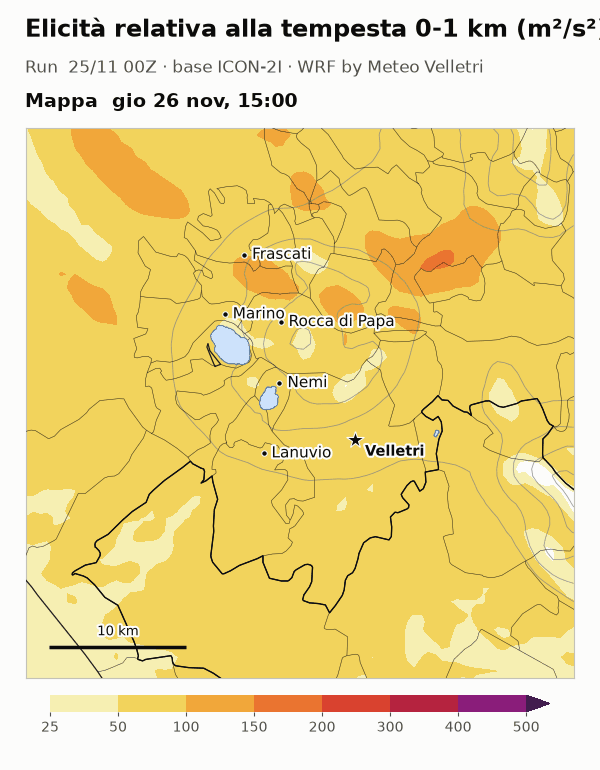 Elicità relativa alla tempesta 0-1 km (m²/s²)
Run  25/11 00Z · base ICON-2I · WRF by Meteo Velletri
Mappa  gio 26 nov, 15:00
Frascati
Marino
Rocca di Papa
Nemi
Velletri
Lanuvio
10 km
25 50 100 150 200 300 400 500